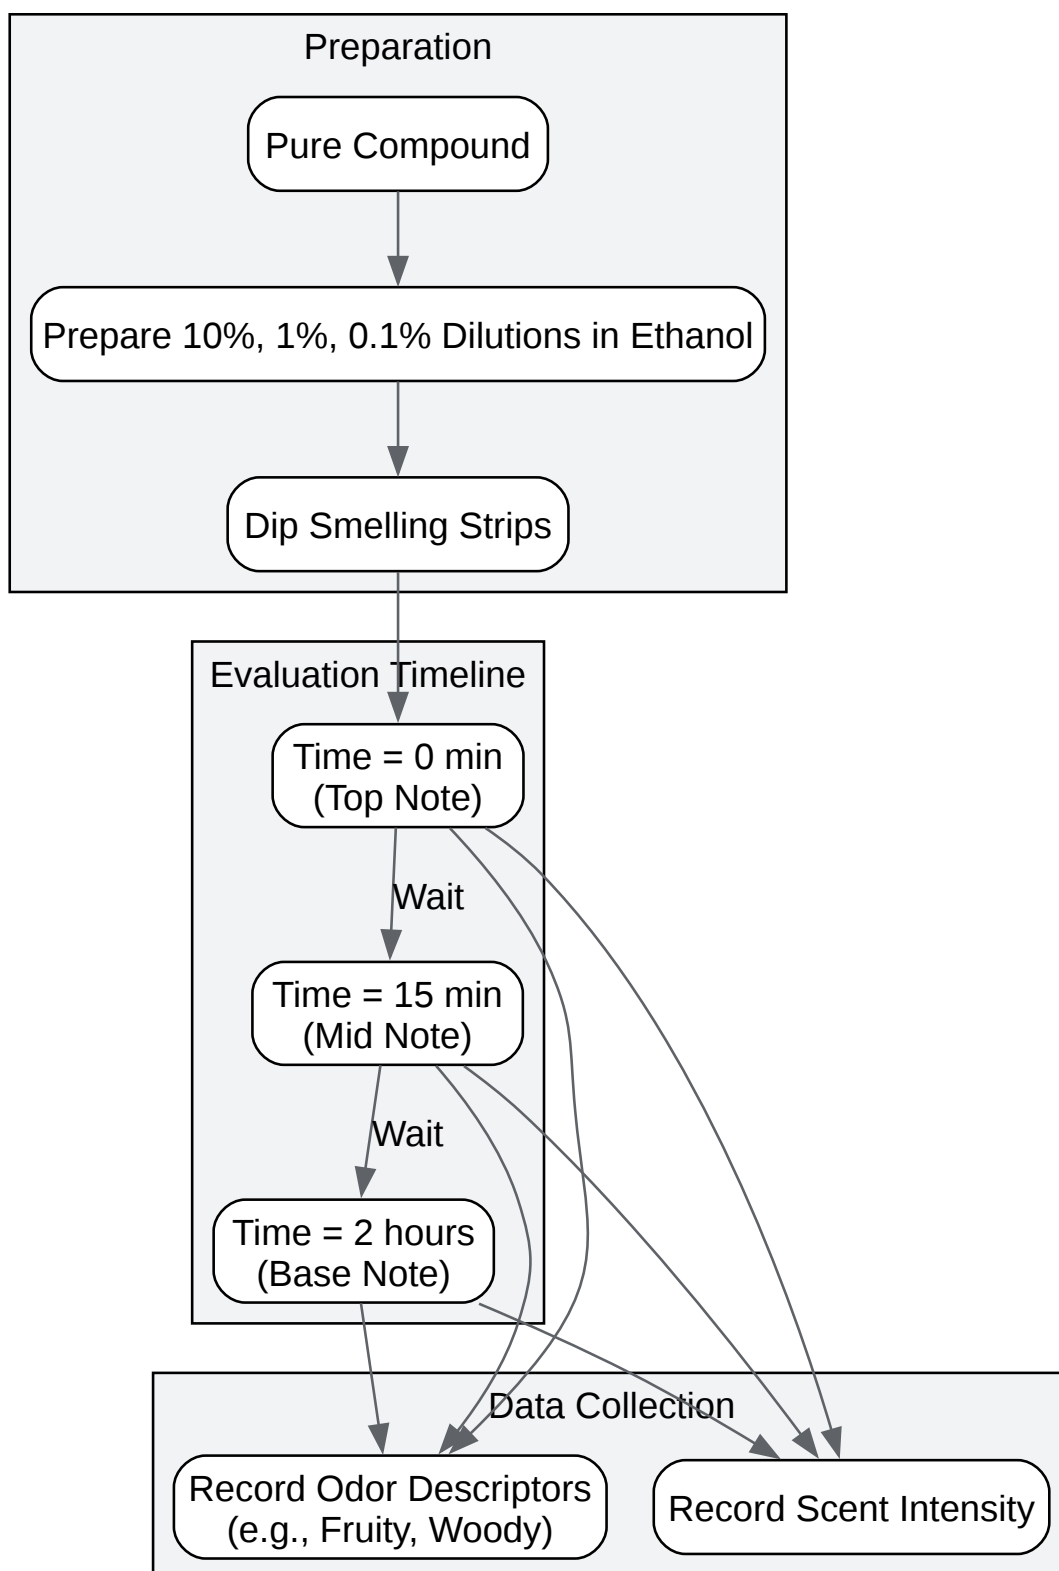 Preparation
Pure Compound
Prepare 10%, 1%, 0.1% Dilutions in Ethanol
Dip Smelling Strips
Evaluation Timeline
Time = 0 min
(Top Note)
Wait
Time = 15 min
(Mid Note)
Wait
Time = 2 hours
(Base Note)
Data Collection
Record Odor Descriptors
(e.g., Fruity, Woody)
Record Scent Intensity